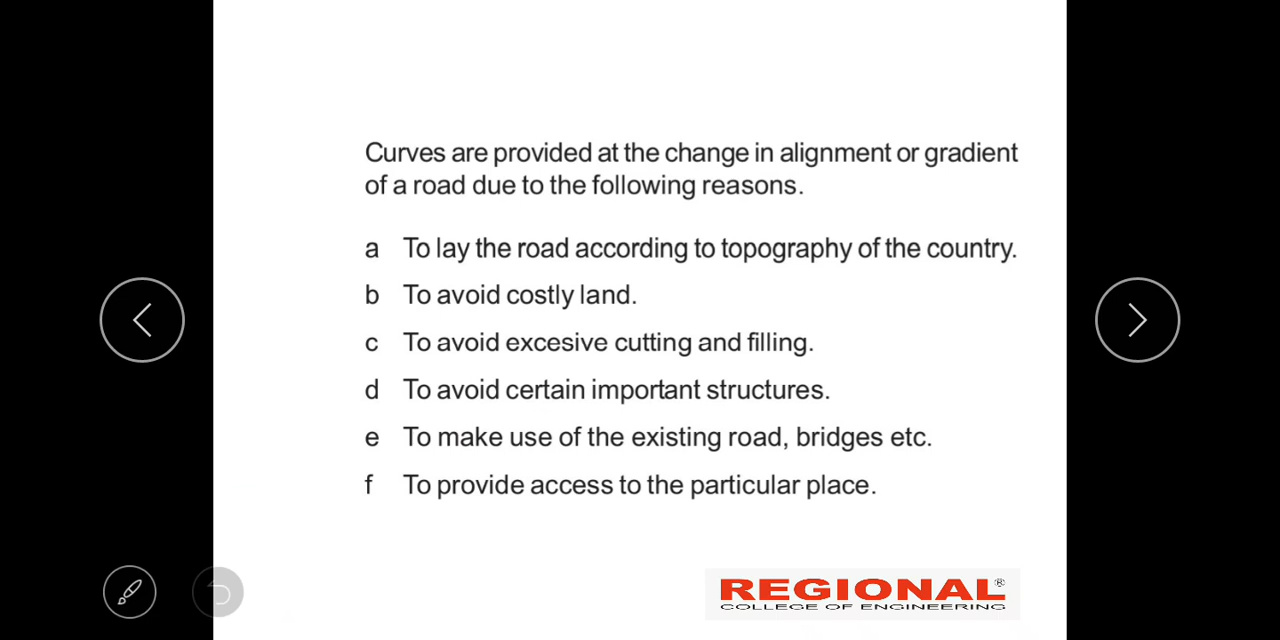 Curves are provided at the change in alignment or gradient
of a road due to the following reasons.
a To lay the road according to topography of the country.
b To avoid costly land.
c To avoid excesive cutting and filling.
d To avoid certain important structures.
e To make use of the existing road, bridges etc.
f To provide access to the particular place.
REGIONAL®
COLLEGE OF ENGINEERING